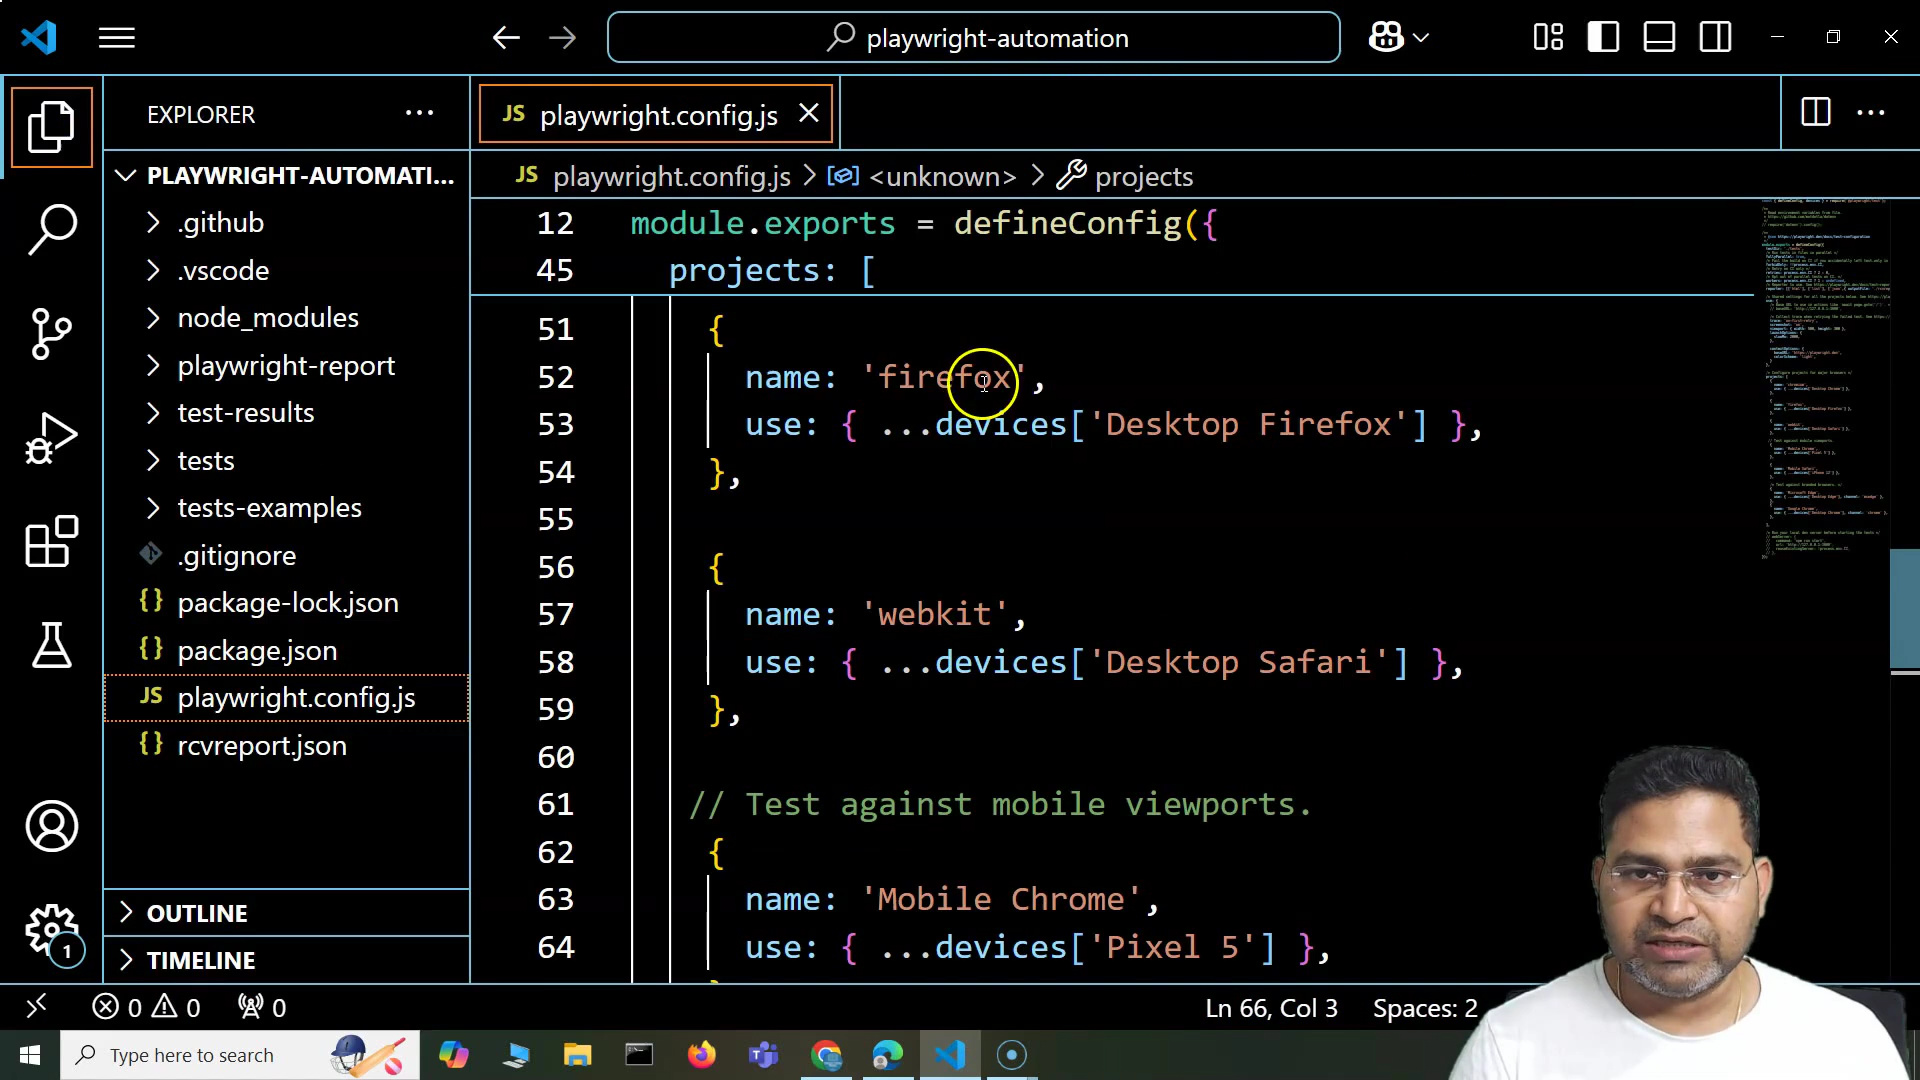 playwright-automation
EXPLORER
JS playwright.config.js
PLAYWRIGHT-AUTOMATI...
JS playwright.config.js > <unknown> > projects
.github
.vscode
node_modules
playwright-report
test-results
tests
tests-examples
.gitignore
{} package-lock.json
{} package.json
JS playwright.config.js
{} rcvreport.json
OUTLINE
TIMELINE
12 module.exports = defineConfig({
45 projects: [
51 {
52 name: 'firefox',
53 use: { ...devices['Desktop Firefox'] },
54 },
55
56 {
57 name: 'webkit',
58 use: { ...devices['Desktop Safari'] },
59 },
60
61 // Test against mobile viewports.
62 {
63 name: 'Mobile Chrome',
64 use: { ...devices['Pixel 5'] },
1
0 0 0
Ln 66, Col 3 Spaces: 2
Type here to search